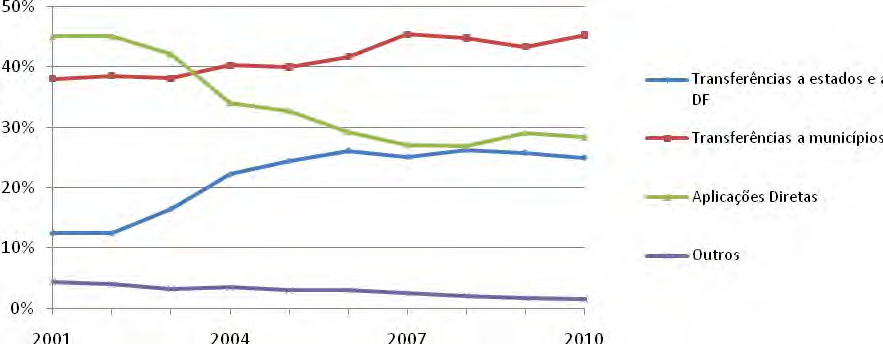 50%
40%
30%
20%
10%
0%
2001 2004 2007 2010
Transferências a estados e a
DF
Transferências a municípios
Aplicações Diretas
Outros